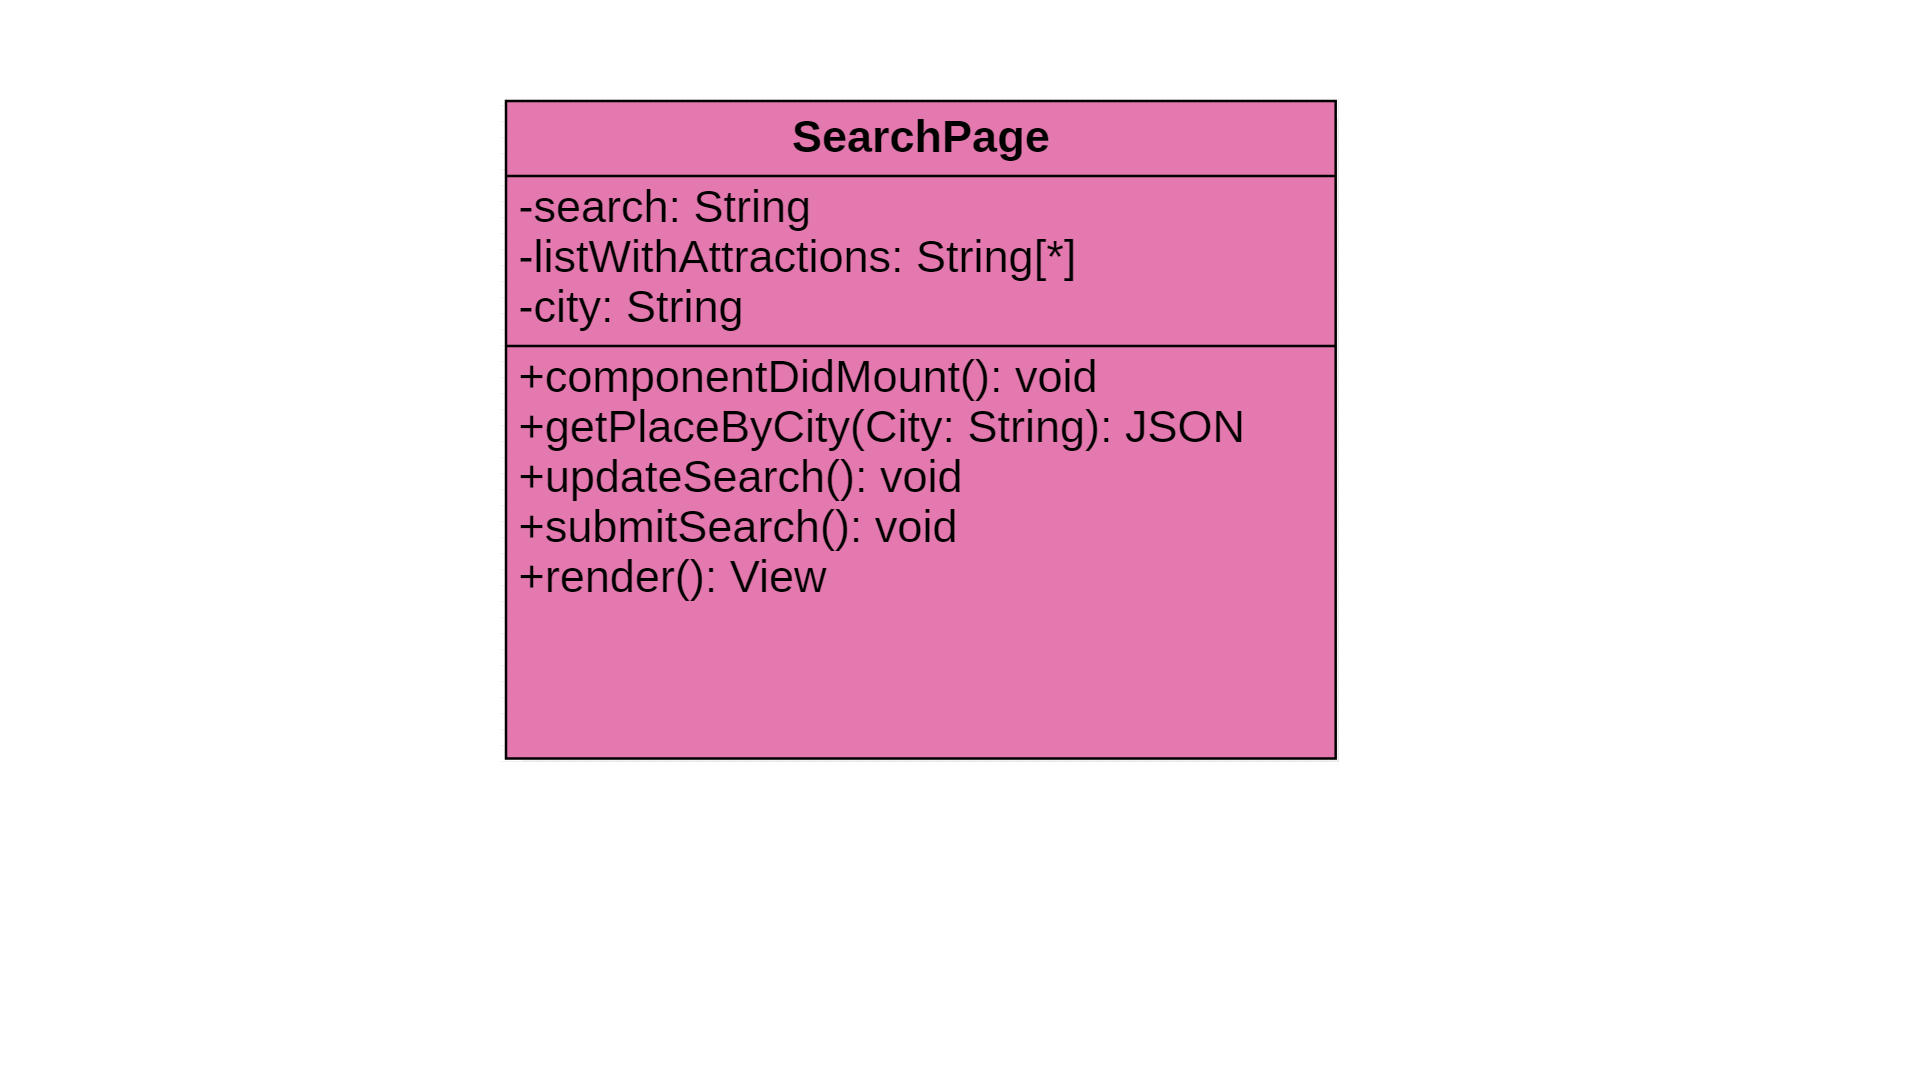 SearchPage
-search: String
-listWithAttractions: String[*]
-city: String
+componentDidMount(): void
+getPlaceByCity(City: String): JSON
+updateSearch(): void
+submitSearch(): void
+render(): View